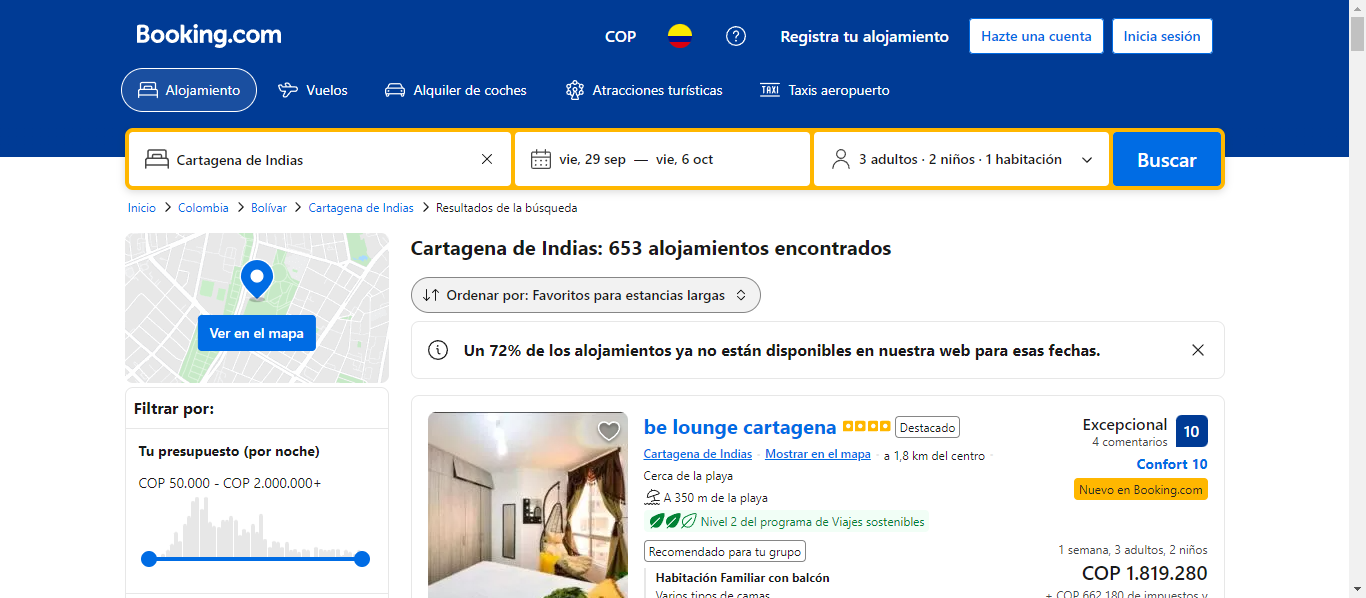 Booking.com
COP
Registra tu alojamiento
Hazte una cuenta
Inicia sesión
Alojamiento
Vuelos
Alquiler de coches
Atracciones turísticas
TAXI
Taxis aeropuerto
Cartagena de Indias
vie, 29 sep — vie, 6 oct
3 adultos · 2 niños · 1 habitación
Buscar
Inicio > Colombia > Bolívar > Cartagena de Indias > Resultados de la búsqueda
Ver en el mapa
Filtrar por:
Tu presupuesto (por noche)
COP 50.000 - COP 2.000.000+
Cartagena de Indias: 653 alojamientos encontrados
Ordenar por: Favoritos para estancias largas
Un 72% de los alojamientos ya no están disponibles en nuestra web para esas fechas.
be lounge cartagena
Destacado
Cartagena de Indias · Mostrar en el mapa · a 1,8 km del centro ·
Cerca de la playa
A 350 m de la playa
Nivel 2 del programa de Viajes sostenibles
Recomendado para tu grupo
Habitación Familiar con balcón
Varios tipos de camas
Excepcional
10
4 comentarios
Confort 10
Nuevo en Booking.com
1 semana, 3 adultos, 2 niños
COP 1.819.280
+ COP 662.180 de impuestos y